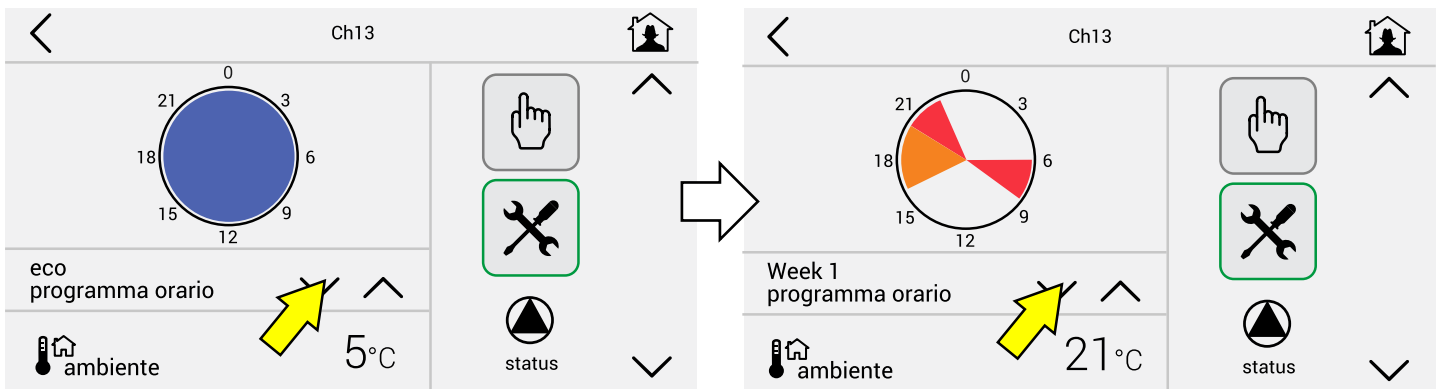 Ch13
0
21 3
18 6
15 9
12
eco
programma orario
ambiente 5°C
status
Ch13
0
21 3
18 6
15 9
12
Week 1
programma orario
ambiente 21°C
status